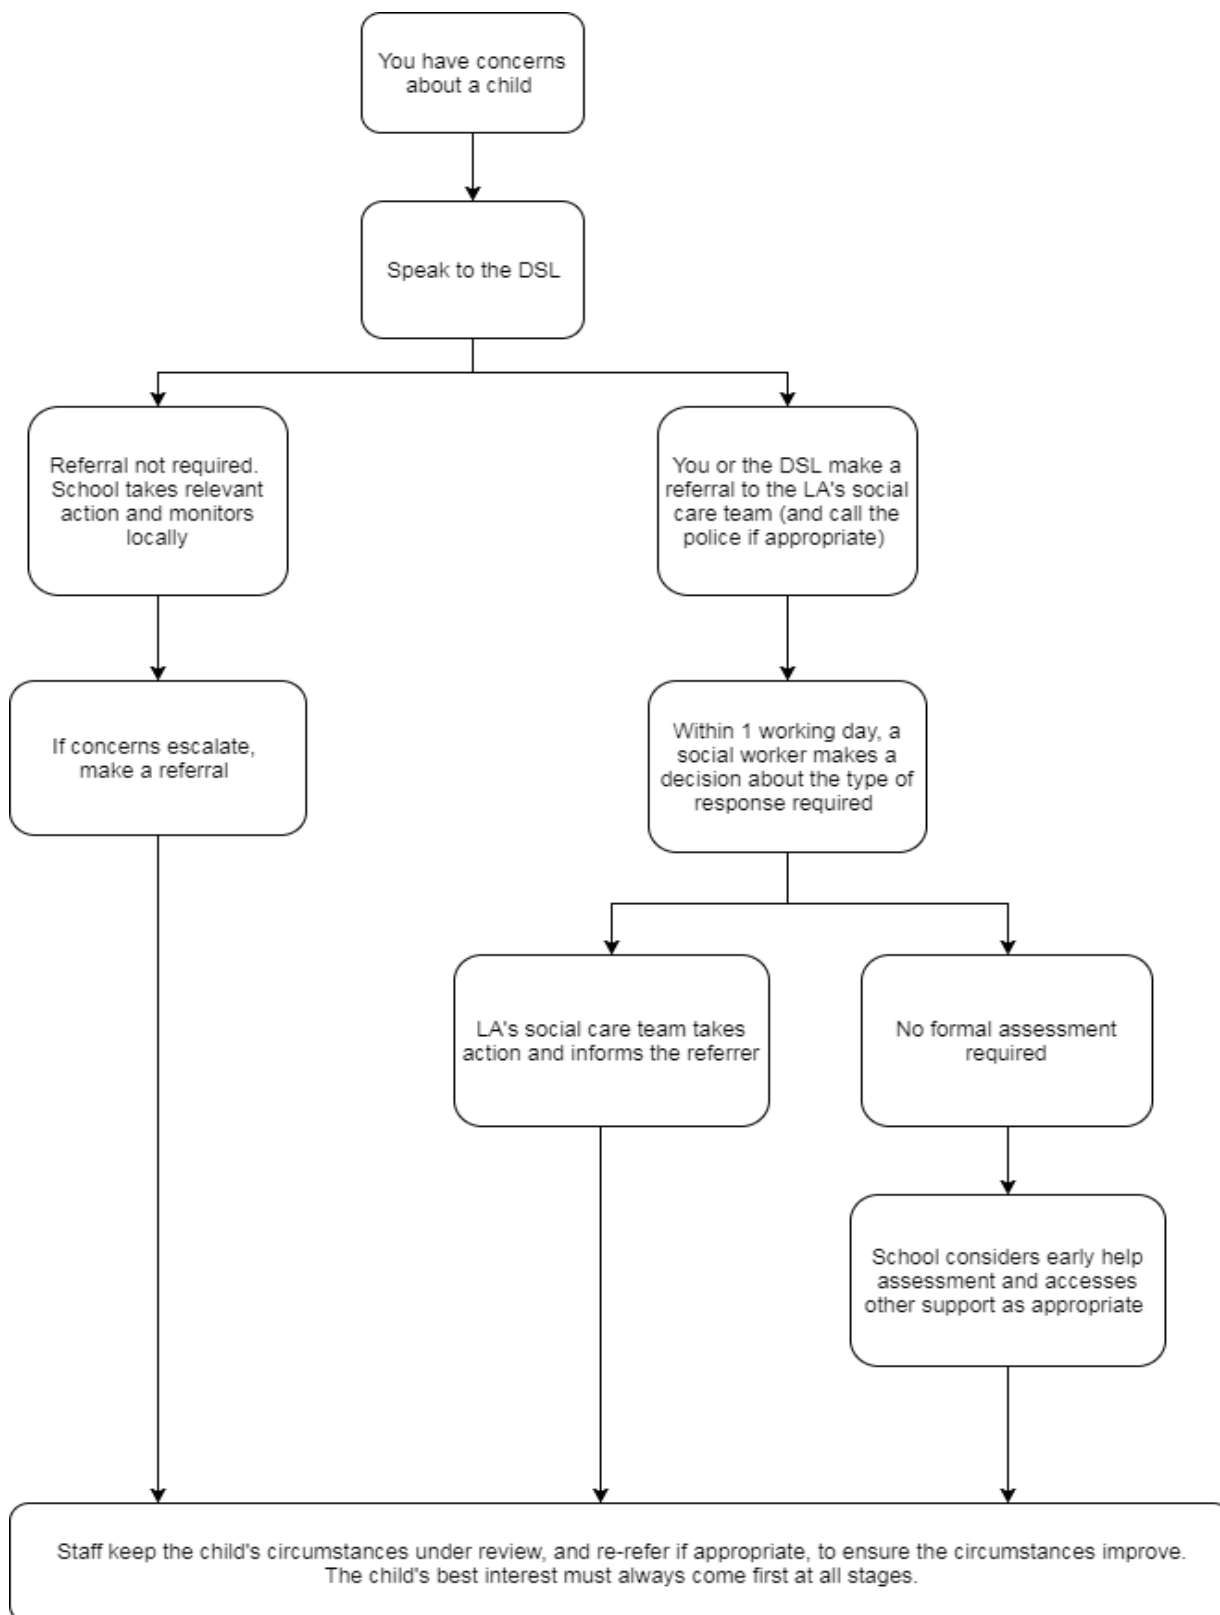 You have concerns
about a child
Speak to the DSL
Referral not required.
School takes relevant
action and monitors
locally
You or the DSL make a
referral to the LA's social
care team (and call the
police if appropriate)
If concerns escalate,
make a referral
Within 1 working day, a
social worker makes a
decision about the type of
response required
LA's social care team takes
action and informs the referrer
No formal assessment
required
School considers early help
assessment and accesses
other support as appropriate
Staff keep the child's circumstances under review, and re-refer if appropriate, to ensure the circumstances improve.
The child's best interest must always come first at all stages.